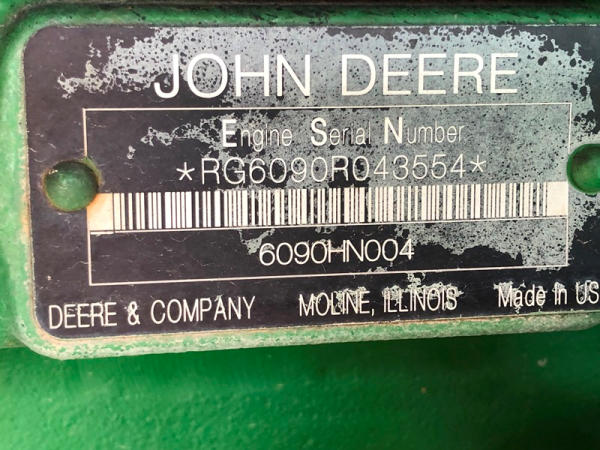 JOHN DEERE
Engine Serial Number
*RG6090R043554*
6090HN004
DEERE & COMPANY MOLINE, ILLINOIS Made in US